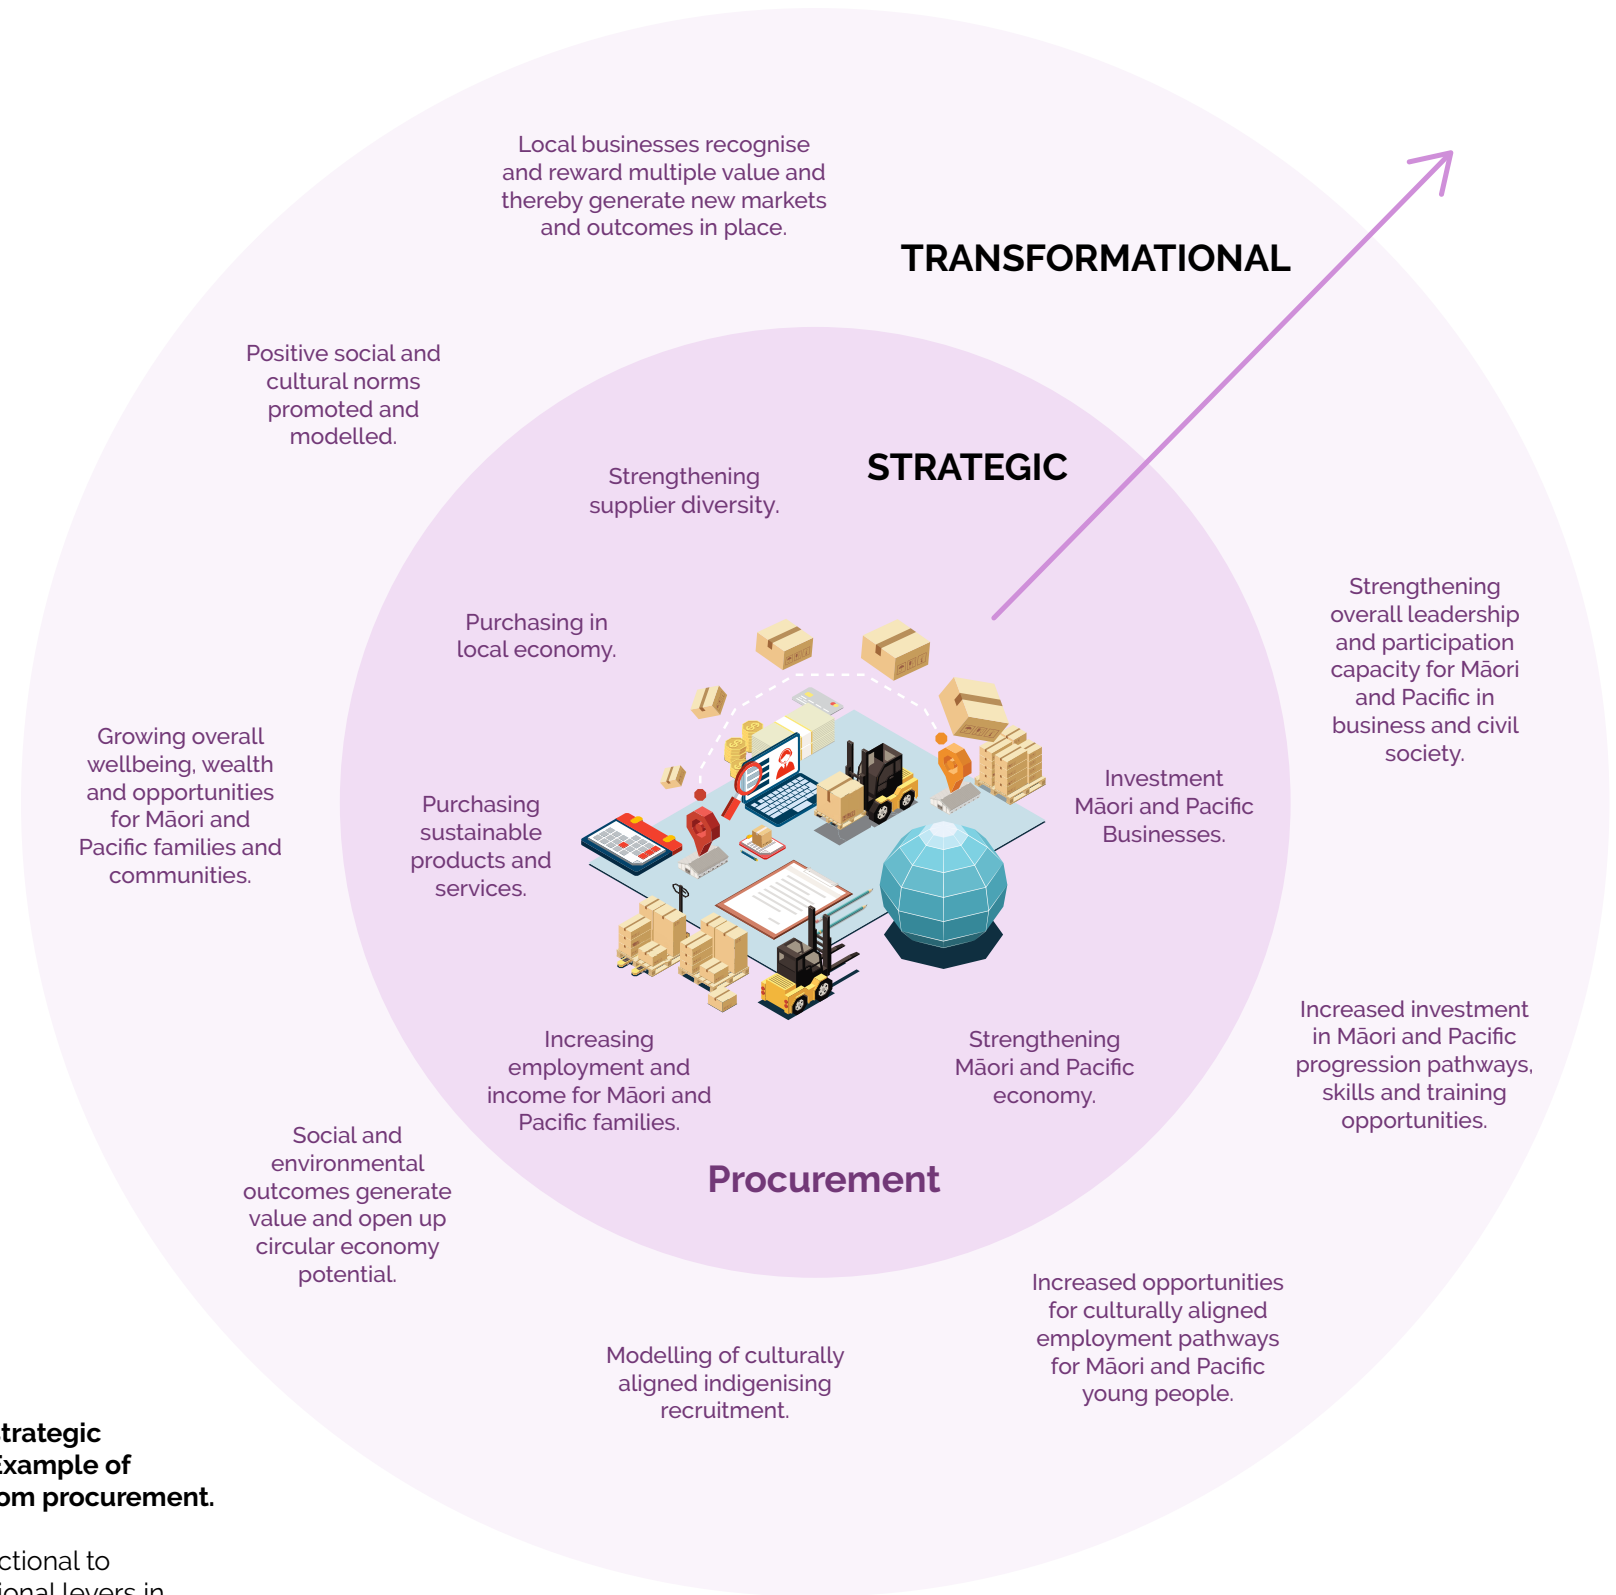 Local businesses recognise
and reward multiple value and
thereby generate new markets
and outcomes in place.
TRANSFORMATIONAL
Positive social and
cultural norms
promoted and
modelled.
STRATEGIC
Strengthening
supplier diversity.
Purchasing in
local economy.
Strengthening
overall leadership
and participation
capacity for Māori
and Pacific in
business and civil
society.
Growing overall
wellbeing, wealth
and opportunities
for Māori and
Pacific families and
communities.
Purchasing
sustainable
products and
services.
Investment
Māori and Pacific
Businesses.
Increasing
employment and
income for Māori and
Pacific families.
Strengthening
Māori and Pacific
economy.
Increased investment
in Māori and Pacific
progression pathways,
skills and training
opportunities.
Social and
environmental
outcomes generate
value and open up
circular economy
potential.
Procurement
Increased opportunities
for culturally aligned
employment pathways
for Māori and Pacific
young people.
Modelling of culturally
aligned indigenising
recruitment.
trategic
Example of
om procurement.
ctional to
ional levers in